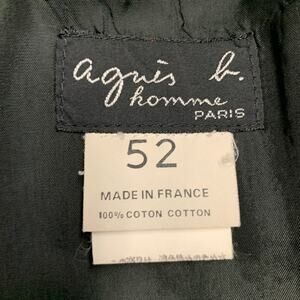 agnès b.
homme
PARIS
52
MADE IN FRANCE
100% COTON COTTON